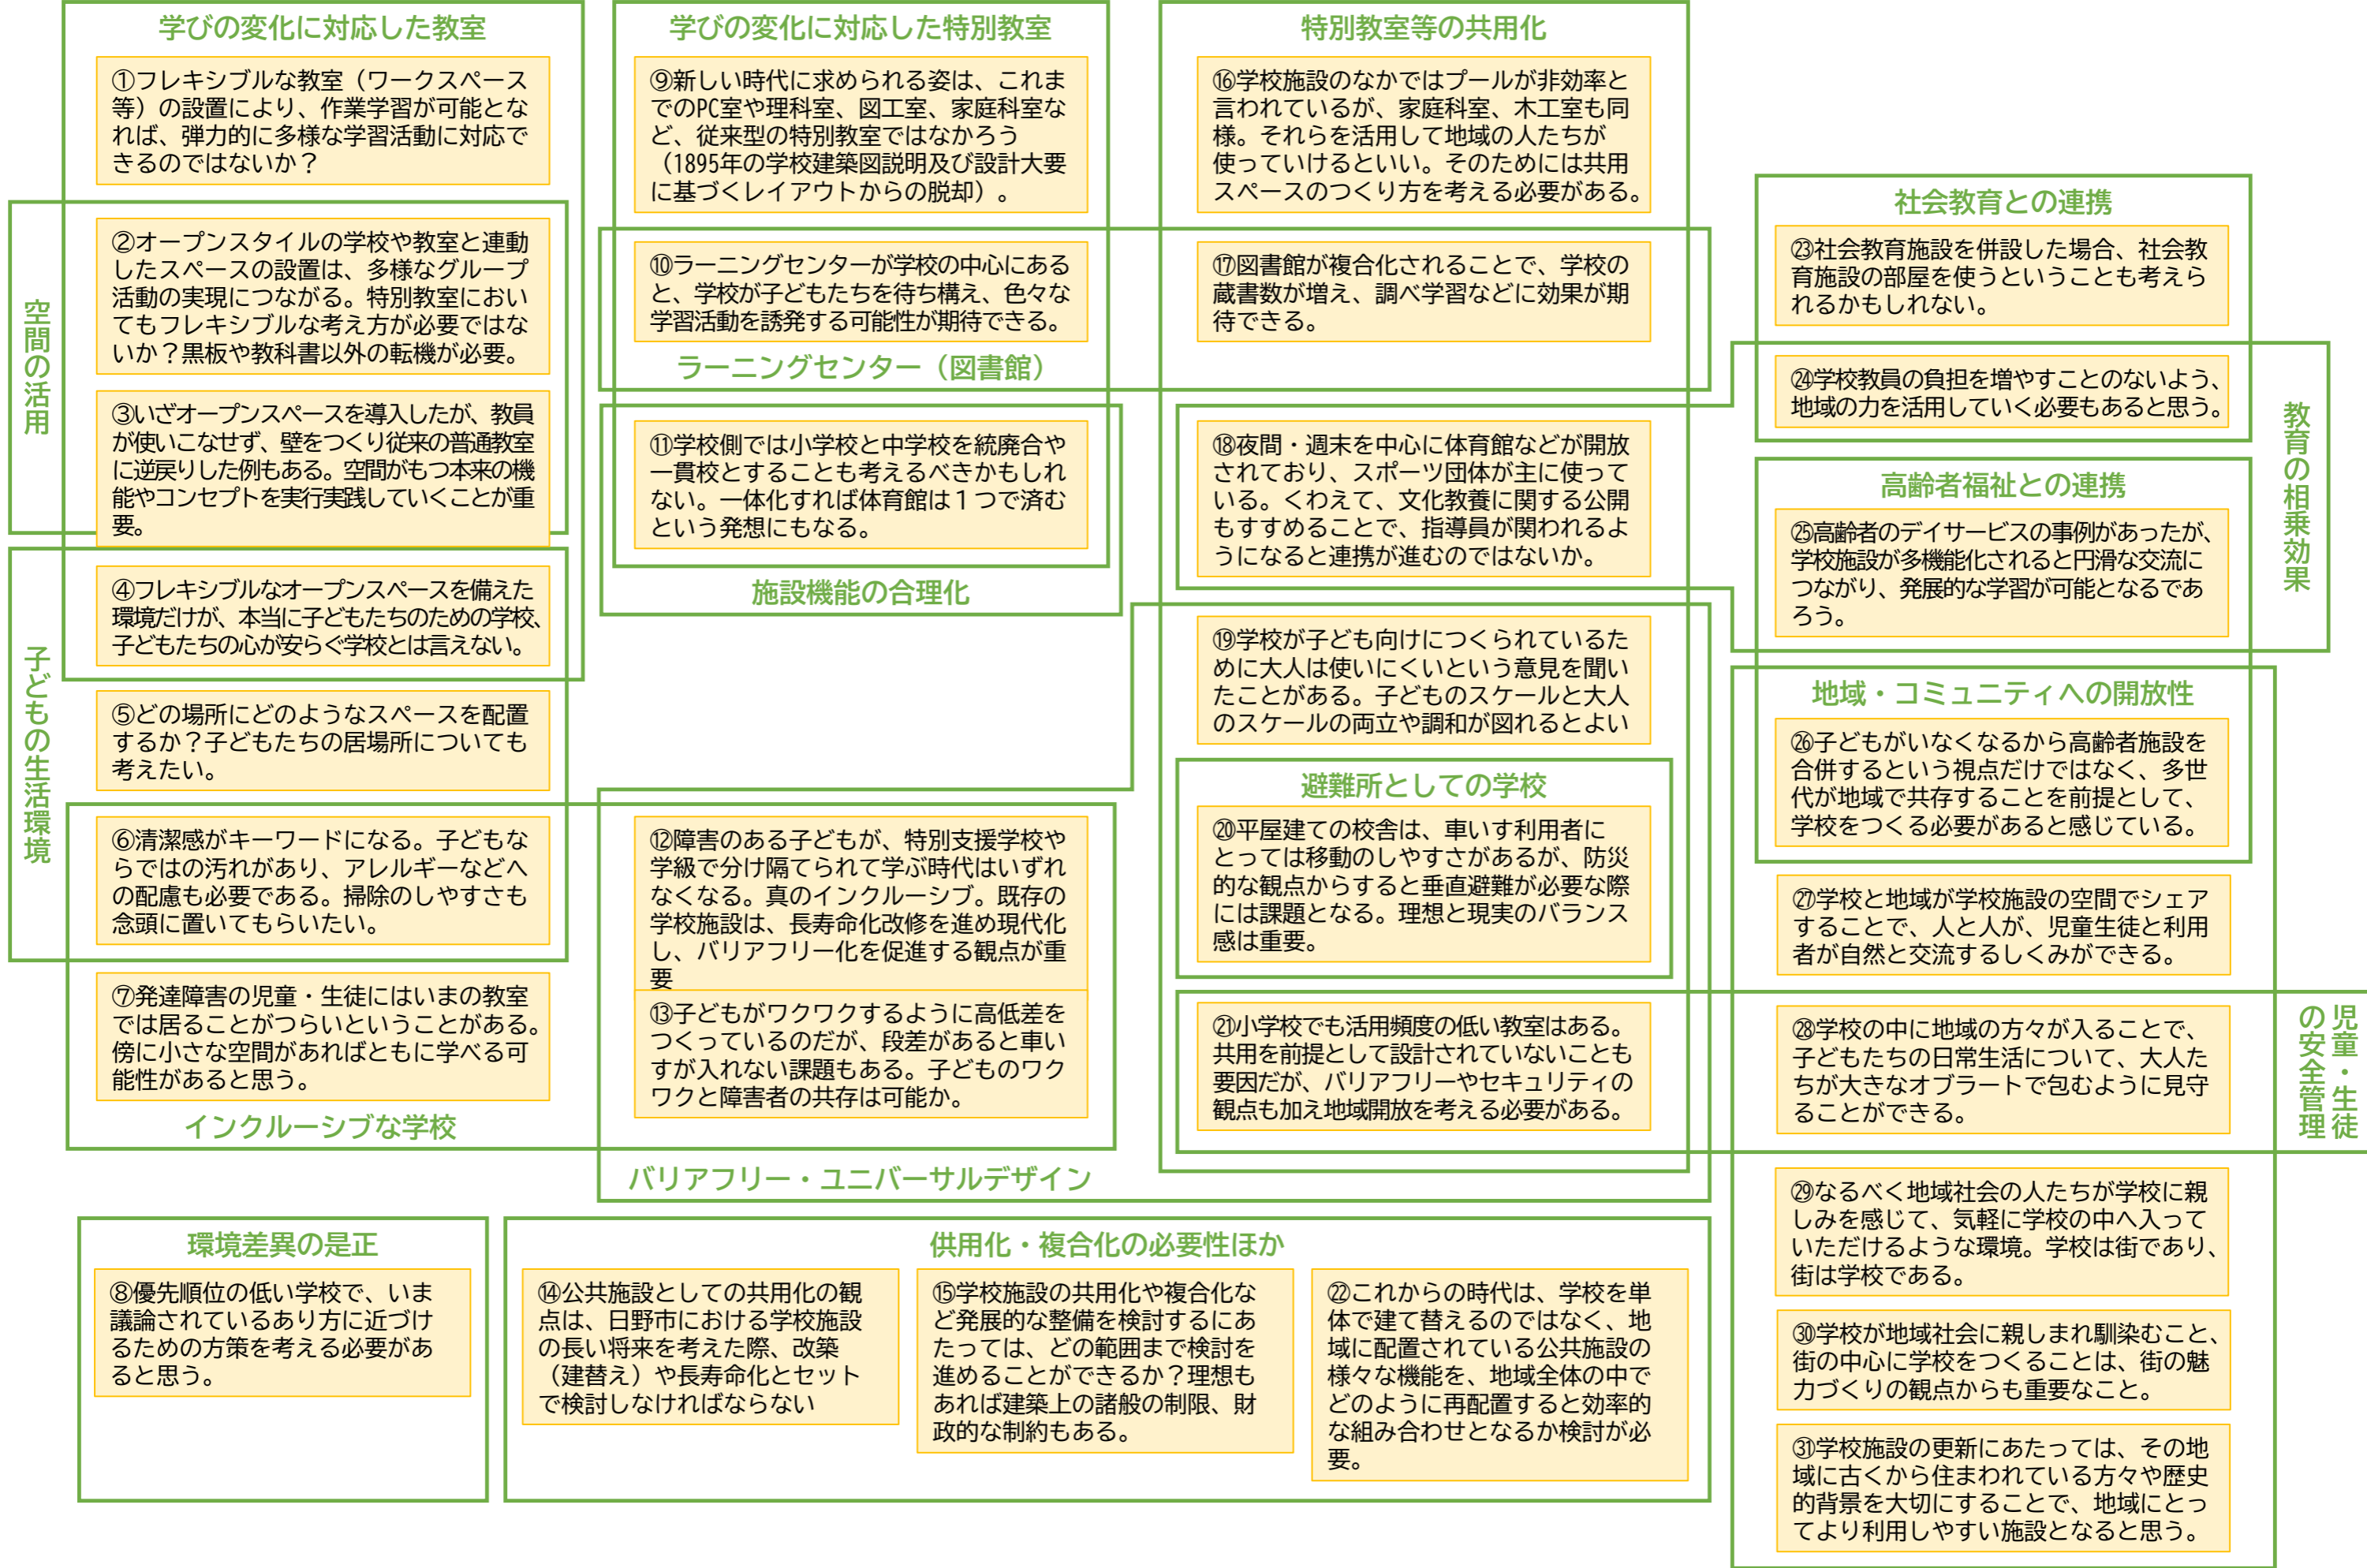 学びの変化に対応した教室
①フレキシブルな教室（ワークスペース
等）の設置により、作業学習が可能とな
れば、弾力的に多様な学習活動に対応で
きるのではないか？
空間の活用
②オープンスタイルの学校や教室と連動
したスペースの設置は、多様なグループ
活動の実現につながる。特別教室におい
てもフレキシブルな考え方が必要ではな
いか？黒板や教科書以外の転機が必要。
③いざオープンスペースを導入したが、教員
が使いこなせず、壁をつくり従来の普通教室
に逆戻りした例もある。空間がもつ本来の機
能やコンセプトを実行実践していくことが重
要。
子どもの生活環境
④フレキシブルなオープンスペースを備えた
環境だけが、本当に子どもたちのための学校、
子どもたちの心が安らぐ学校とは言えない。
⑤どの場所にどのようなスペースを配置
するか？子どもたちの居場所についても
考えたい。
⑥清潔感がキーワードになる。子どもな
らではの汚れがあり、アレルギーなどへ
の配慮も必要である。掃除のしやすさも
念頭に置いてもらいたい。
⑦発達障害の児童・生徒にはいまの教室
では居ることがつらいということがある。
傍に小さな空間があればともに学べる可
能性があると思う。
インクルーシブな学校
環境差異の是正
⑧優先順位の低い学校で、いま
議論されているあり方に近づけ
るための方策を考える必要があ
ると思う。
学びの変化に対応した特別教室
⑨新しい時代に求められる姿は、これま
でのPC室や理科室、図工室、家庭科室な
ど、従来型の特別教室ではなかろう
（1895年の学校建築図説明及び設計大要
に基づくレイアウトからの脱却）。
⑩ラーニングセンターが学校の中心にある
と、学校が子どもたちを待ち構え、色々な
学習活動を誘発する可能性が期待できる。
ラーニングセンター（図書館）
⑪学校側では小学校と中学校を統廃合や
一貫校とすることも考えるべきかもしれ
ない。一体化すれば体育館は１つで済む
という発想にもなる。
施設機能の合理化
⑫障害のある子どもが、特別支援学校や
学級で分け隔てられて学ぶ時代はいずれ
なくなる。真のインクルーシブ。既存の
学校施設は、長寿命化改修を進め現代化
し、バリアフリー化を促進する観点が重
要
⑬子どもがワクワクするように高低差を
つくっているのだが、段差があると車い
すが入れない課題もある。子どものワク
ワクと障害者の共存は可能か。
バリアフリー・ユニバーサルデザイン
供用化・複合化の必要性ほか
⑭公共施設としての共用化の観
点は、日野市における学校施設
の長い将来を考えた際、改築
（建替え）や長寿命化とセット
で検討しなければならない
⑮学校施設の共用化や複合化な
ど発展的な整備を検討するにあ
たっては、どの範囲まで検討を
進めることができるか？理想も
あれば建築上の諸般の制限、財
政的な制約もある。
㉒これからの時代は、学校を単
体で建て替えるのではなく、地
域に配置されている公共施設の
様々な機能を、地域全体の中で
どのように再配置すると効率的
な組み合わせとなるか検討が必
要。
特別教室等の共用化
⑯学校施設のなかではプールが非効率と
言われているが、家庭科室、木工室も同
様。それらを活用して地域の人たちが
使っていけるといい。そのためには共用
スペースのつくり方を考える必要がある。
⑰図書館が複合化されることで、学校の
蔵書数が増え、調べ学習などに効果が期
待できる。
⑱夜間・週末を中心に体育館などが開放
されており、スポーツ団体が主に使って
いる。くわえて、文化教養に関する公開
もすすめることで、指導員が関われるよ
うになると連携が進むのではないか。
⑲学校が子ども向けにつくられているた
めに大人は使いにくいという意見を聞い
たことがある。子どものスケールと大人
のスケールの両立や調和が図れるとよい
避難所としての学校
⑳平屋建ての校舎は、車いす利用者に
とっては移動のしやすさがあるが、防災
的な観点からすると垂直避難が必要な際
には課題となる。理想と現実のバランス
感は重要。
㉑小学校でも活用頻度の低い教室はある。
共用を前提として設計されていないことも
要因だが、バリアフリーやセキュリティの
観点も加え地域開放を考える必要がある。
社会教育との連携
㉓社会教育施設を併設した場合、社会教
育施設の部屋を使うということも考えら
れるかもしれない。
㉔学校教員の負担を増やすことのないよう、
地域の力を活用していく必要もあると思う。
教育の相乗効果
高齢者福祉との連携
㉕高齢者のデイサービスの事例があったが、
学校施設が多機能化されると円滑な交流に
つながり、発展的な学習が可能となるであ
ろう。
地域・コミュニティへの開放性
㉖子どもがいなくなるから高齢者施設を
合併するという視点だけではなく、多世
代が地域で共存することを前提として、
学校をつくる必要があると感じている。
㉗学校と地域が学校施設の空間でシェア
することで、人と人が、児童生徒と利用
者が自然と交流するしくみができる。
㉘学校の中に地域の方々が入ることで、
子どもたちの日常生活について、大人た
ちが大きなオブラートで包むように見守
ることができる。
児童・生徒
の安全管理
㉙なるべく地域社会の人たちが学校に親
しみを感じて、気軽に学校の中へ入って
いただけるような環境。学校は街であり、
街は学校である。
㉚学校が地域社会に親しまれ馴染むこと、
街の中心に学校をつくることは、街の魅
力づくりの観点からも重要なこと。
㉛学校施設の更新にあたっては、その地
域に古くから住まわれている方々や歴史
的背景を大切にすることで、地域にとっ
てより利用しやすい施設となると思う。